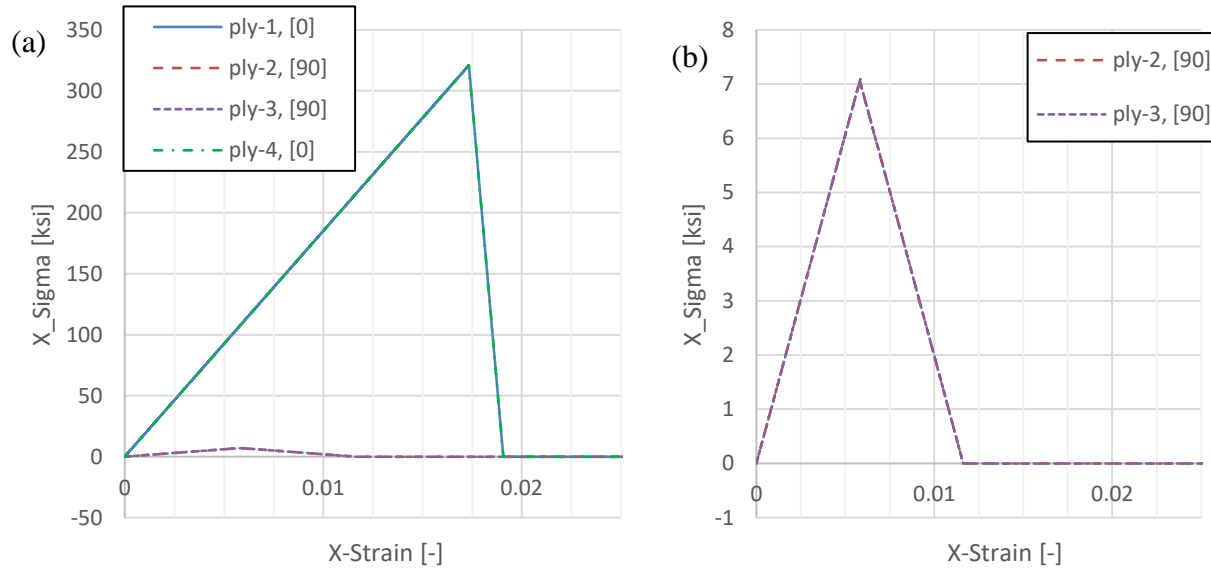 (a)
ply-1, [0]
ply-2, [90]
ply-3, [90]
ply-4, [0]
350
300
250
200
150
100
50
0
-50
0
0.01
0.02
X_Sigma [ksi]
X-Strain [-]
(b)
ply-2, [90]
ply-3, [90]
8
7
6
5
4
3
2
1
0
-1
0
0.01
0.02
X_Sigma [ksi]
X-Strain [-]